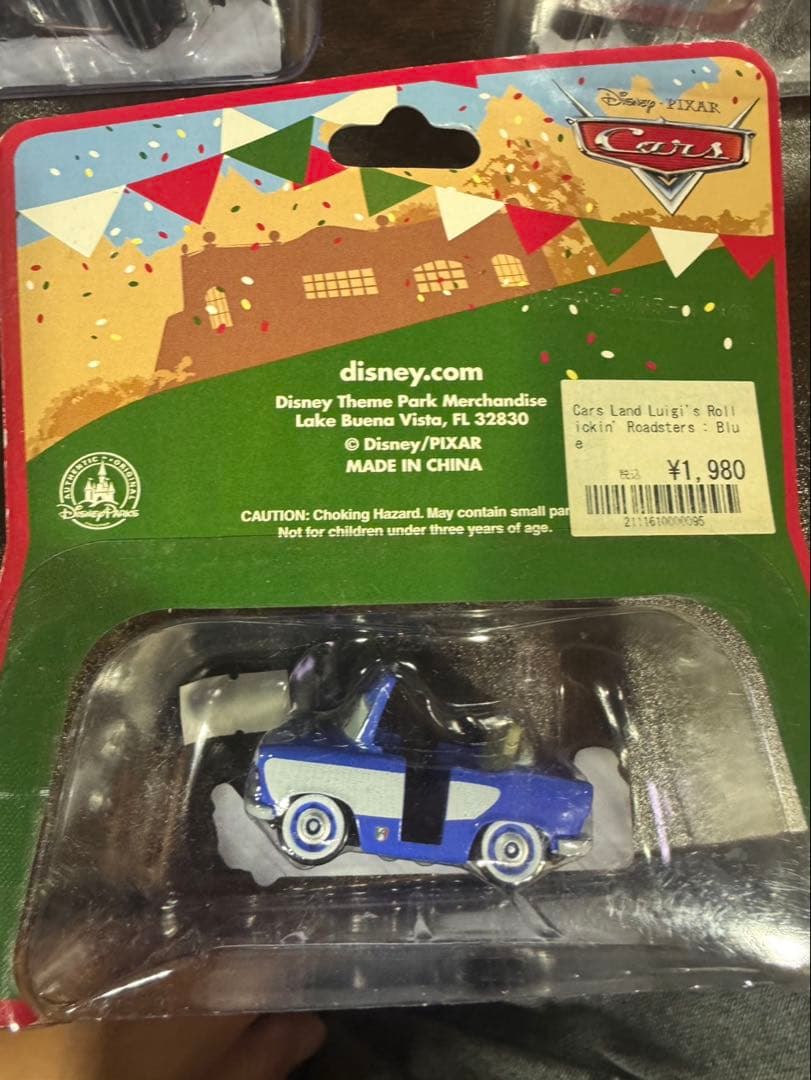 Disney · PIXAR
Cars
disney.com
Disney Theme Park Merchandise
Lake Buena Vista, FL 32830
© Disney/PIXAR
MADE IN CHINA
AUTHENTIC · ORIGINAL
Disney PARKS
CAUTION: Choking Hazard. May contain small par
Not for children under three years of age.
Cars Land Luigi's Roll
ickin' Roadsters : Blu
e
税込 ¥1,980
2111610000095